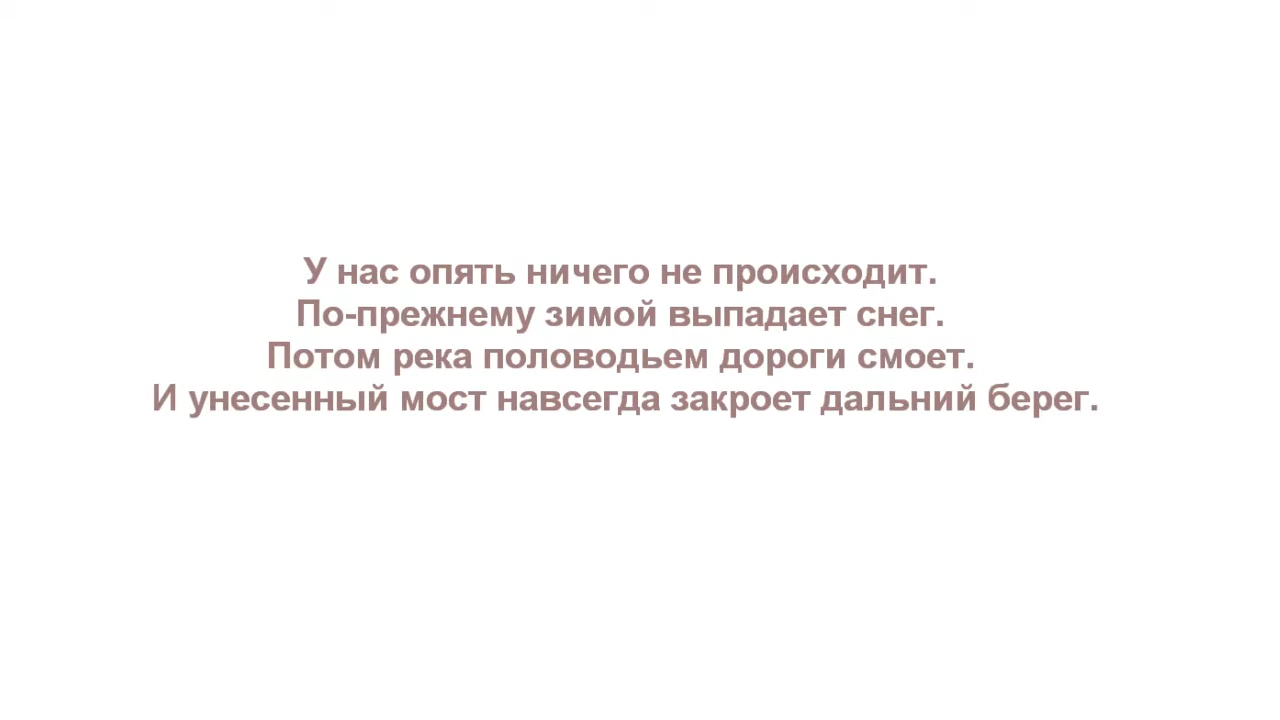 У нас опять ничего не происходит.
По-прежнему зимой выпадает снег.
Потом река половодьем дороги смоет.
И унесенный мост навсегда закроет дальний берег.